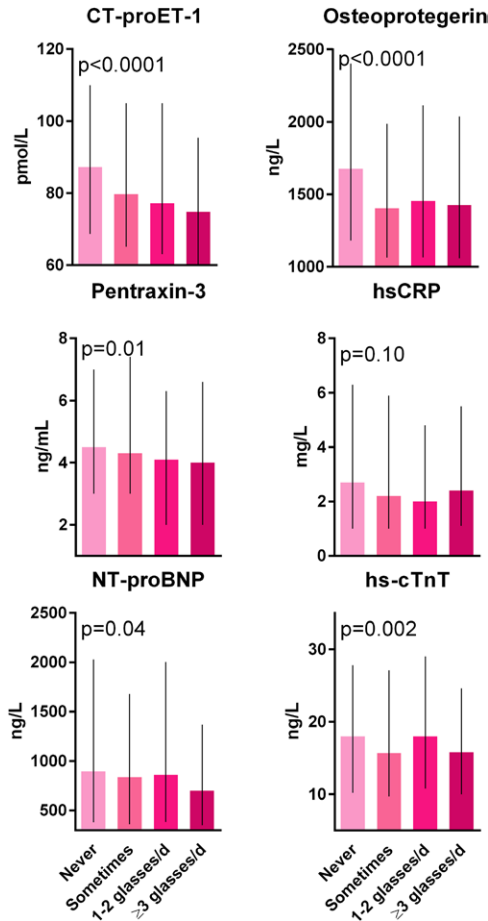 CT-proET-1
p<0.0001
pmol/L
120
100
80
60
Osteoprotegerin
p<0.0001
ng/L
2500
2000
1500
1000
Pentraxin-3
p=0.01
ng/mL
8
6
4
2
hsCRP
p=0.10
mg/L
8
6
4
2
0
NT-proBNP
p=0.04
ng/L
2500
2000
1500
1000
500
Never
Sometimes
1-2 glasses/d
≥3 glasses/d
hs-cTnT
p=0.002
ng/L
30
20
10
Never
Sometimes
1-2 glasses/d
≥3 glasses/d